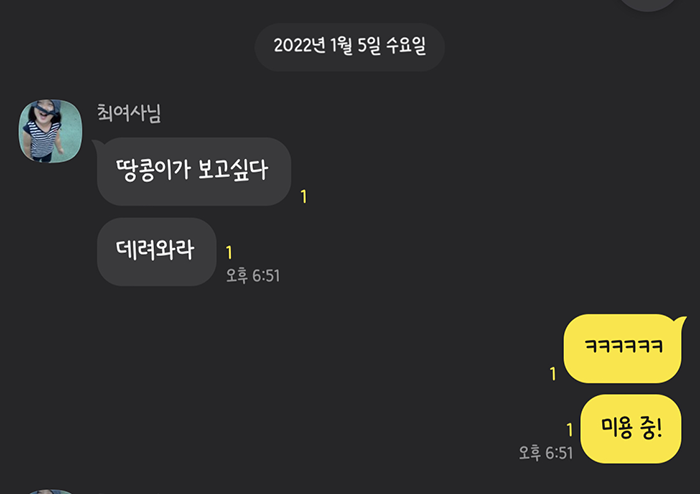 2022년 1월 5일 수요일
최여사님
땅콩이가 보고싶다
1
데려와라
1
오후 6:51
ㅋㅋㅋㅋㅋㅋ
1
미용 중!
1
오후 6:51